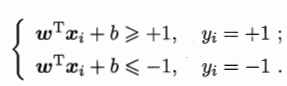 wᵀxᵢ + b ⩾ +1, yᵢ = +1 ;
wᵀxᵢ + b ⩽ −1, yᵢ = −1 .